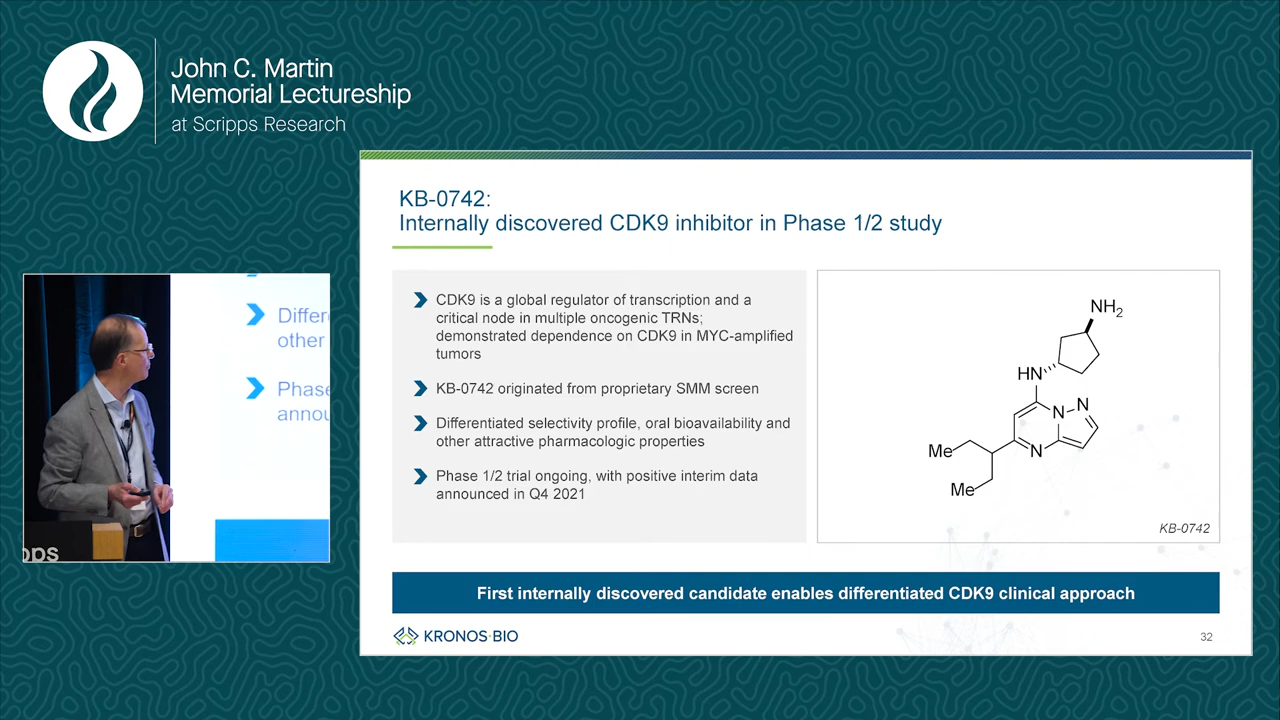 John C. Martin
Memorial Lectureship
at Scripps Research
KB-0742:
Internally discovered CDK9 inhibitor in Phase 1/2 study
CDK9 is a global regulator of transcription and a
critical node in multiple oncogenic TRNs;
demonstrated dependence on CDK9 in MYC-amplified
tumors
KB-0742 originated from proprietary SMM screen
Differentiated selectivity profile, oral bioavailability and
other attractive pharmacologic properties
Phase 1/2 trial ongoing, with positive interim data
announced in Q4 2021
NH2
HN
N
N
N
Me
Me
KB-0742
First internally discovered candidate enables differentiated CDK9 clinical approach
KRONOS BIO
32
Differ
other
Phase
annou
ops